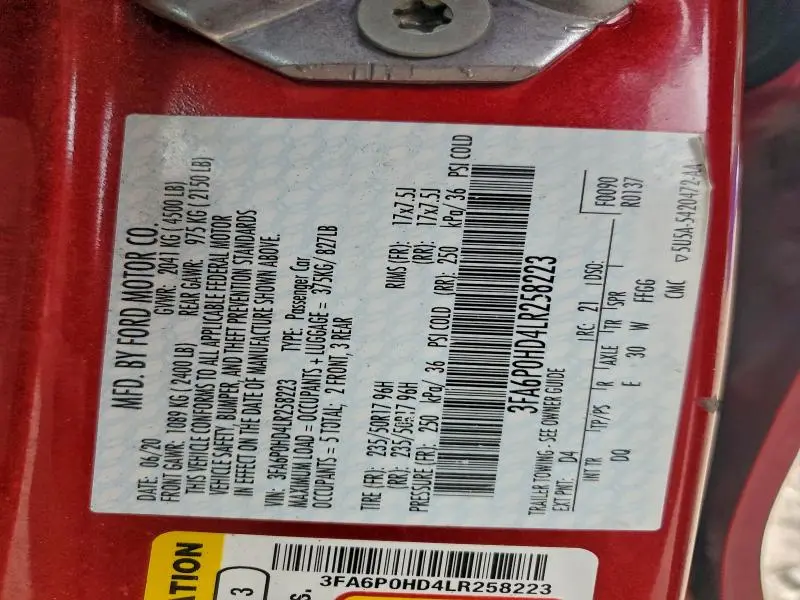 MFD. BY FORD MOTOR CO.
DATE: 06/20 GVWR: 2041 KG ( 4500 LB)
FRONT GAWR: 1089 KG ( 2400 LB) REAR GAWR: 975 KG ( 2150 LB)
THIS VEHICLE CONFORMS TO ALL APPLICABLE FEDERAL MOTOR
VEHICLE SAFETY, BUMPER, AND THEFT PREVENTION STANDARDS
IN EFFECT ON THE DATE OF MANUFACTURE SHOWN ABOVE.
VIN: 3FA6P0HD4LR258223 TYPE: Passenger Car
MAXIMUM LOAD = OCCUPANTS + LUGGAGE = 375KG/ 827LB
OCCUPANTS = 5 TOTAL; 2 FRONT, 3 REAR
TIRE (FR): 235/50R17 96H RIMS (FR): 17x7.5J
(RR): 235/50R17 96H (RR): 17x7.5J
PRESSURE (FR): 250 kPa/ 36 PSI COLD (RR): 250 kPa/ 36 PSI COLD
3FA6P0HD4LR258223
TRAILER TOWING - SEE OWNER GUIDE F0090
EXT PNT: D4 RC: 21 DSO: R0137
INT TR TP/PS R AXLE TR SPR
DQ E 30 W FFGG
CMC ▽5U5A-5420472-AA
3FA6P0HD4LR258223
ATION
3
s.